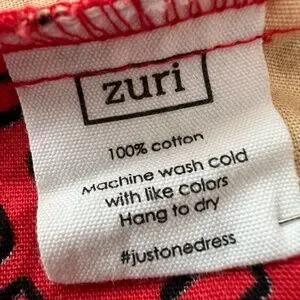 zuri
100% cotton
Machine wash cold
with like colors
Hang to dry
#justonedress